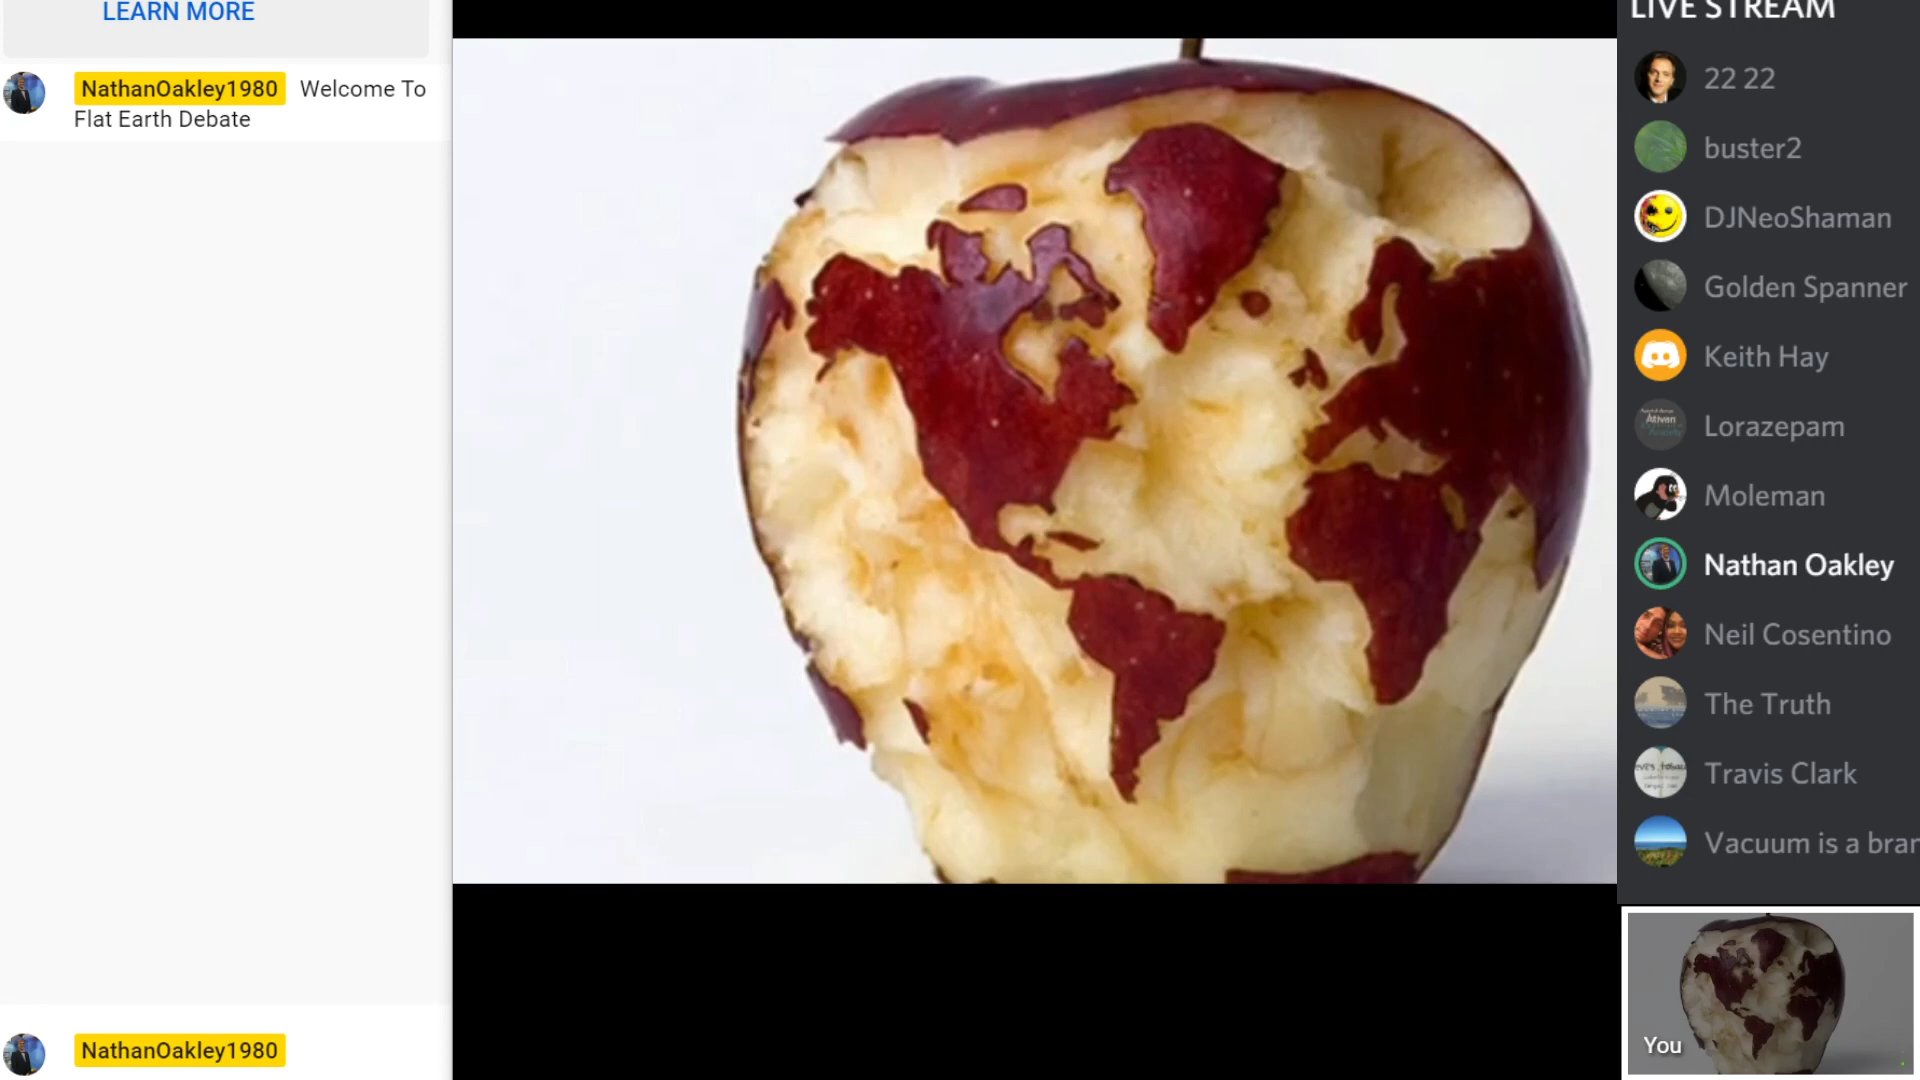 LEARN MORE
NathanOakley1980 Welcome To
Flat Earth Debate
NathanOakley1980
LIVE STREAM
22 22
buster2
DJNeoShaman
Golden Spanner
Keith Hay
Ativan
Lorazepam
Moleman
Nathan Oakley
Neil Cosentino
The Truth
Travis Clark
Vacuum is a bran
You